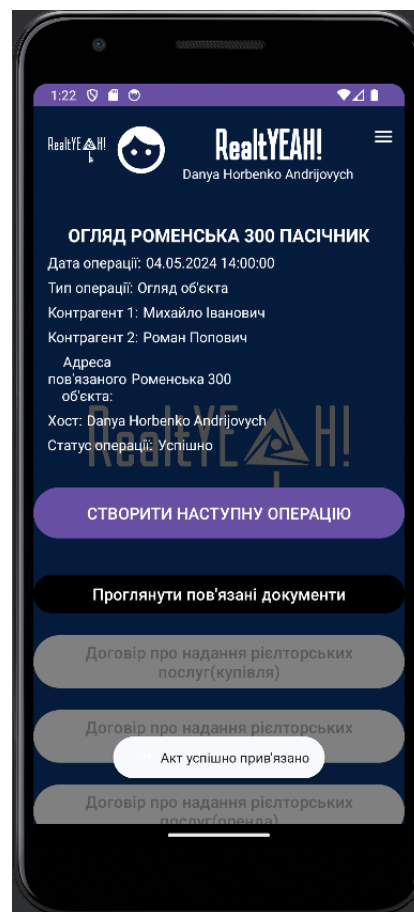 1:22
RealtYEAH!
RealtYEAH!
Danya Horbenko Andrijovych
ОГЛЯД РОМЕНСЬКА 300 ПАСІЧНИК
Дата операції: 04.05.2024 14:00:00
Тип операції: Огляд об'єкта
Контрагент 1: Михайло Іванович
Контрагент 2: Роман Попович
Адреса
пов'язаного Роменська 300
об'єкта:
Хост: Danya Horbenko Andrijovych
Статус операції: Успішно
RealtYEAH!
СТВОРИТИ НАСТУПНУ ОПЕРАЦІЮ
Проглянути пов'язані документи
Договір про надання рієлторських
послуг(купівля)
Договір про надання рієлторських
Акт успішно прив'язано
Договір про надання рієлторських
послуг(оренда)